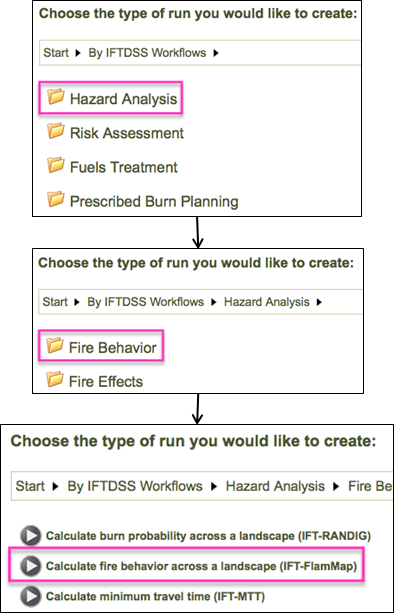 Choose the type of run you would like to create:
Start ▶ By IFTDSS Workflows ▶
Hazard Analysis
Risk Assessment
Fuels Treatment
Prescribed Burn Planning
Choose the type of run you would like to create:
Start ▶ By IFTDSS Workflows ▶ Hazard Analysis ▶
Fire Behavior
Fire Effects
Choose the type of run you would like to create:
Start ▶ By IFTDSS Workflows ▶ Hazard Analysis ▶ Fire Be
Calculate burn probability across a landscape (IFT-RANDIG)
Calculate fire behavior across a landscape (IFT-FlamMap)
Calculate minimum travel time (IFT-MTT)